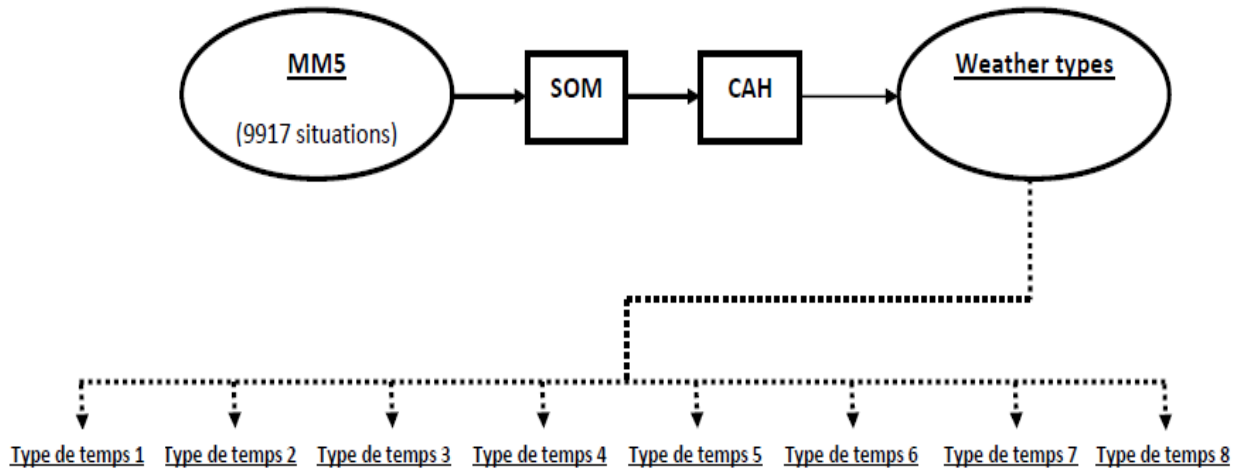 MM5
(9917 situations)
SOM
CAH
Weather types
Type de temps 1
Type de temps 2
Type de temps 3
Type de temps 4
Type de temps 5
Type de temps 6
Type de temps 7
Type de temps 8